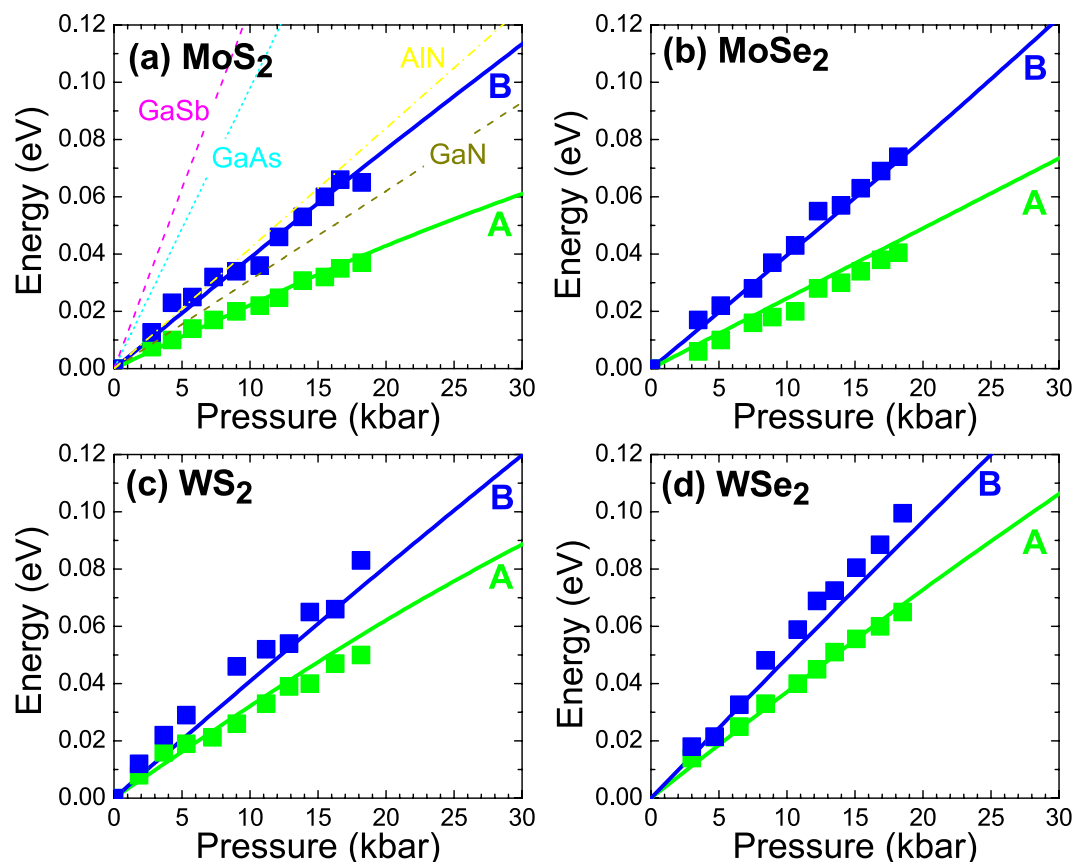 (a) MoS2
GaSb
GaAs
AlN
B
GaN
A
Energy (eV)
0.12
0.10
0.08
0.06
0.04
0.02
0.00
0 5 10 15 20 25 30
Pressure (kbar)
(b) MoSe2
B
A
Energy (eV)
0.12
0.10
0.08
0.06
0.04
0.02
0.00
0 5 10 15 20 25 30
Pressure (kbar)
(c) WS2
B
A
Energy (eV)
0.12
0.10
0.08
0.06
0.04
0.02
0.00
0 5 10 15 20 25 30
Pressure (kbar)
(d) WSe2
B
A
Energy (eV)
0.12
0.10
0.08
0.06
0.04
0.02
0.00
0 5 10 15 20 25 30
Pressure (kbar)